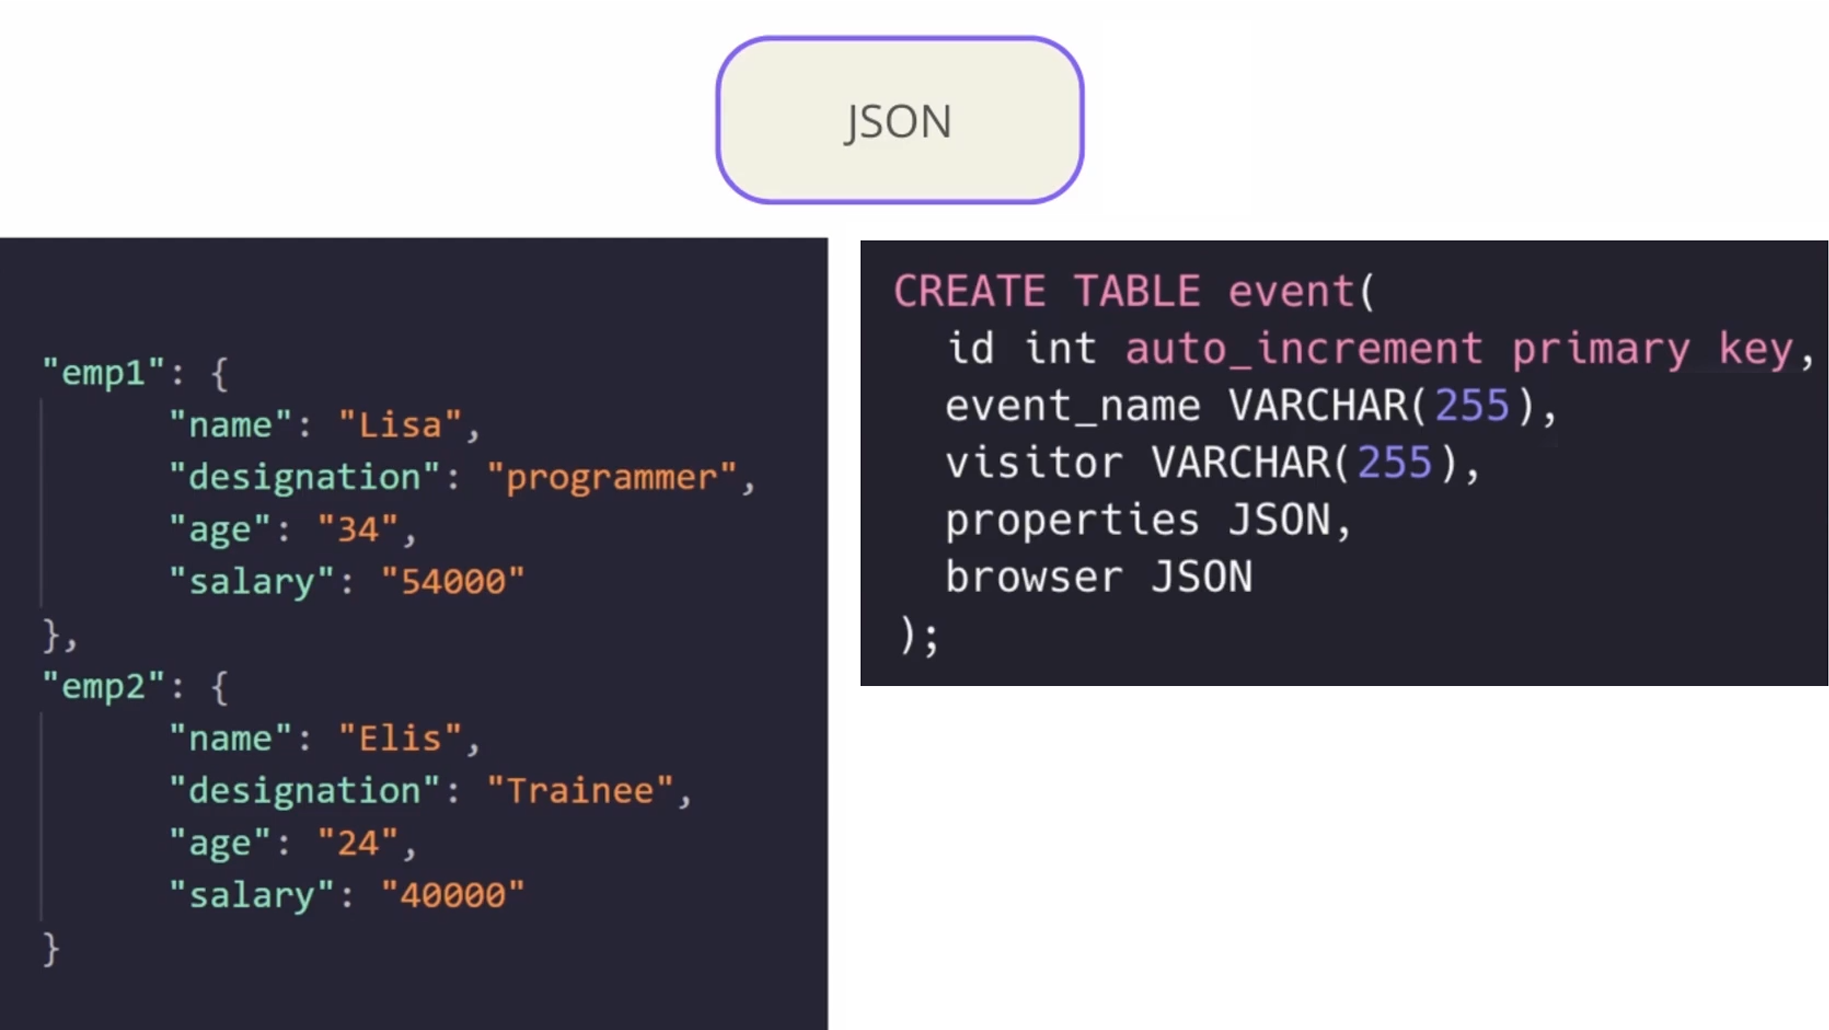 JSON
"emp1": {
"name": "Lisa",
"designation": "programmer",
"age": "34",
"salary": "54000"
},
"emp2": {
"name": "Elis",
"designation": "Trainee",
"age": "24",
"salary": "40000"
}
CREATE TABLE event(
id int auto_increment primary key,
event_name VARCHAR(255),
visitor VARCHAR(255),
properties JSON,
browser JSON
);